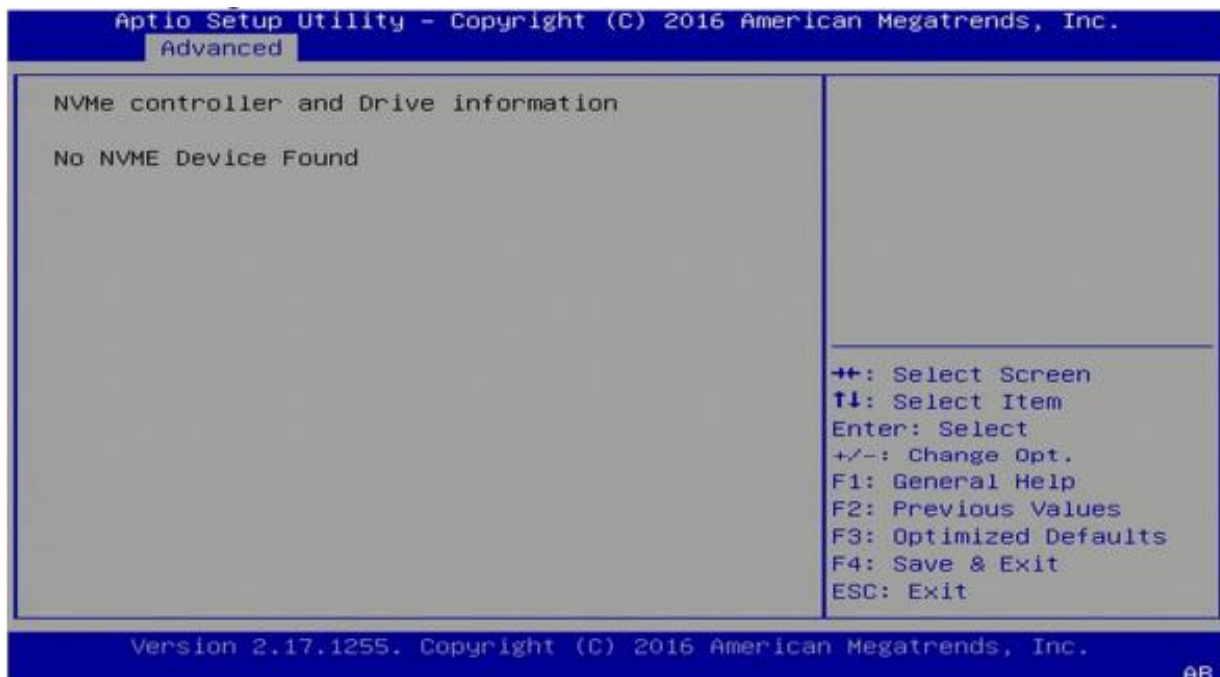 Aptio Setup Utility – Copyright (C) 2016 American Megatrends, Inc.
Advanced
NVMe controller and Drive information
No NVME Device Found
→←: Select Screen
↑↓: Select Item
Enter: Select
+/-: Change Opt.
F1: General Help
F2: Previous Values
F3: Optimized Defaults
F4: Save & Exit
ESC: Exit
Version 2.17.1255. Copyright (C) 2016 American Megatrends, Inc.
AB